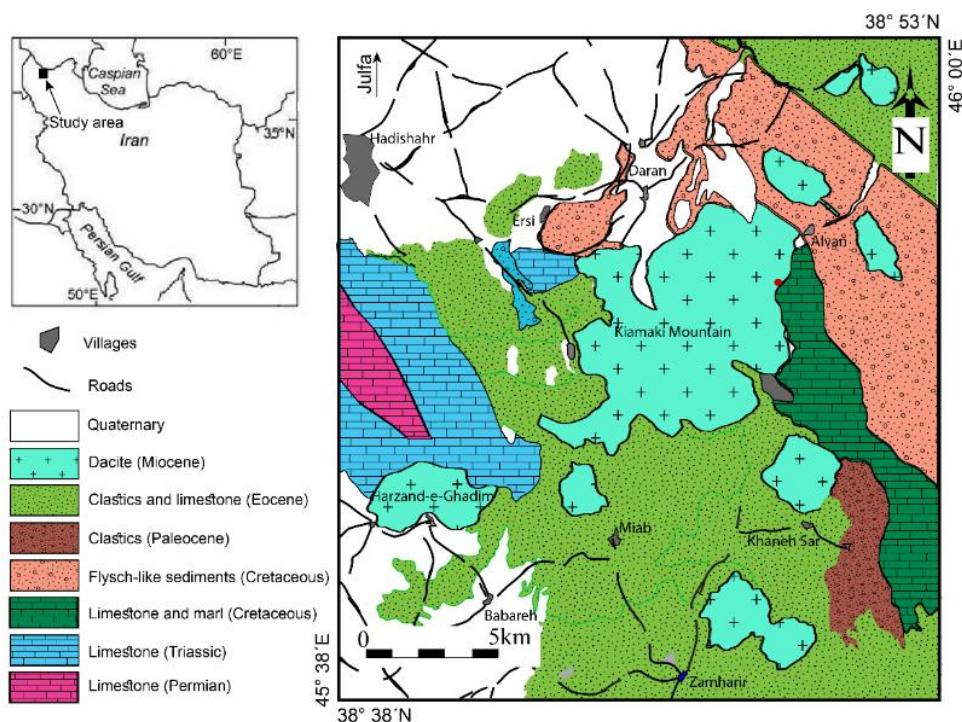 60°E
Caspian
Sea
Study area
Iran
35°N
30°N
Persian Gulf
50°E
Villages
Roads
Quaternary
Dacite (Miocene)
Clastics and limestone (Eocene)
Clastics (Paleocene)
Flysch-like sediments (Cretaceous)
Limestone and marl (Cretaceous)
Limestone (Triassic)
Limestone (Permian)
38° 53´N
46° 00´E
Julfa
N
Hadishahr
Daran
Ersi
Alvan
Kiamaki Mountain
Harzand-e-Ghadim
Miab
Khaneh Sar
Babareh
0 5km
Zamharir
45° 38´E
38° 38´N